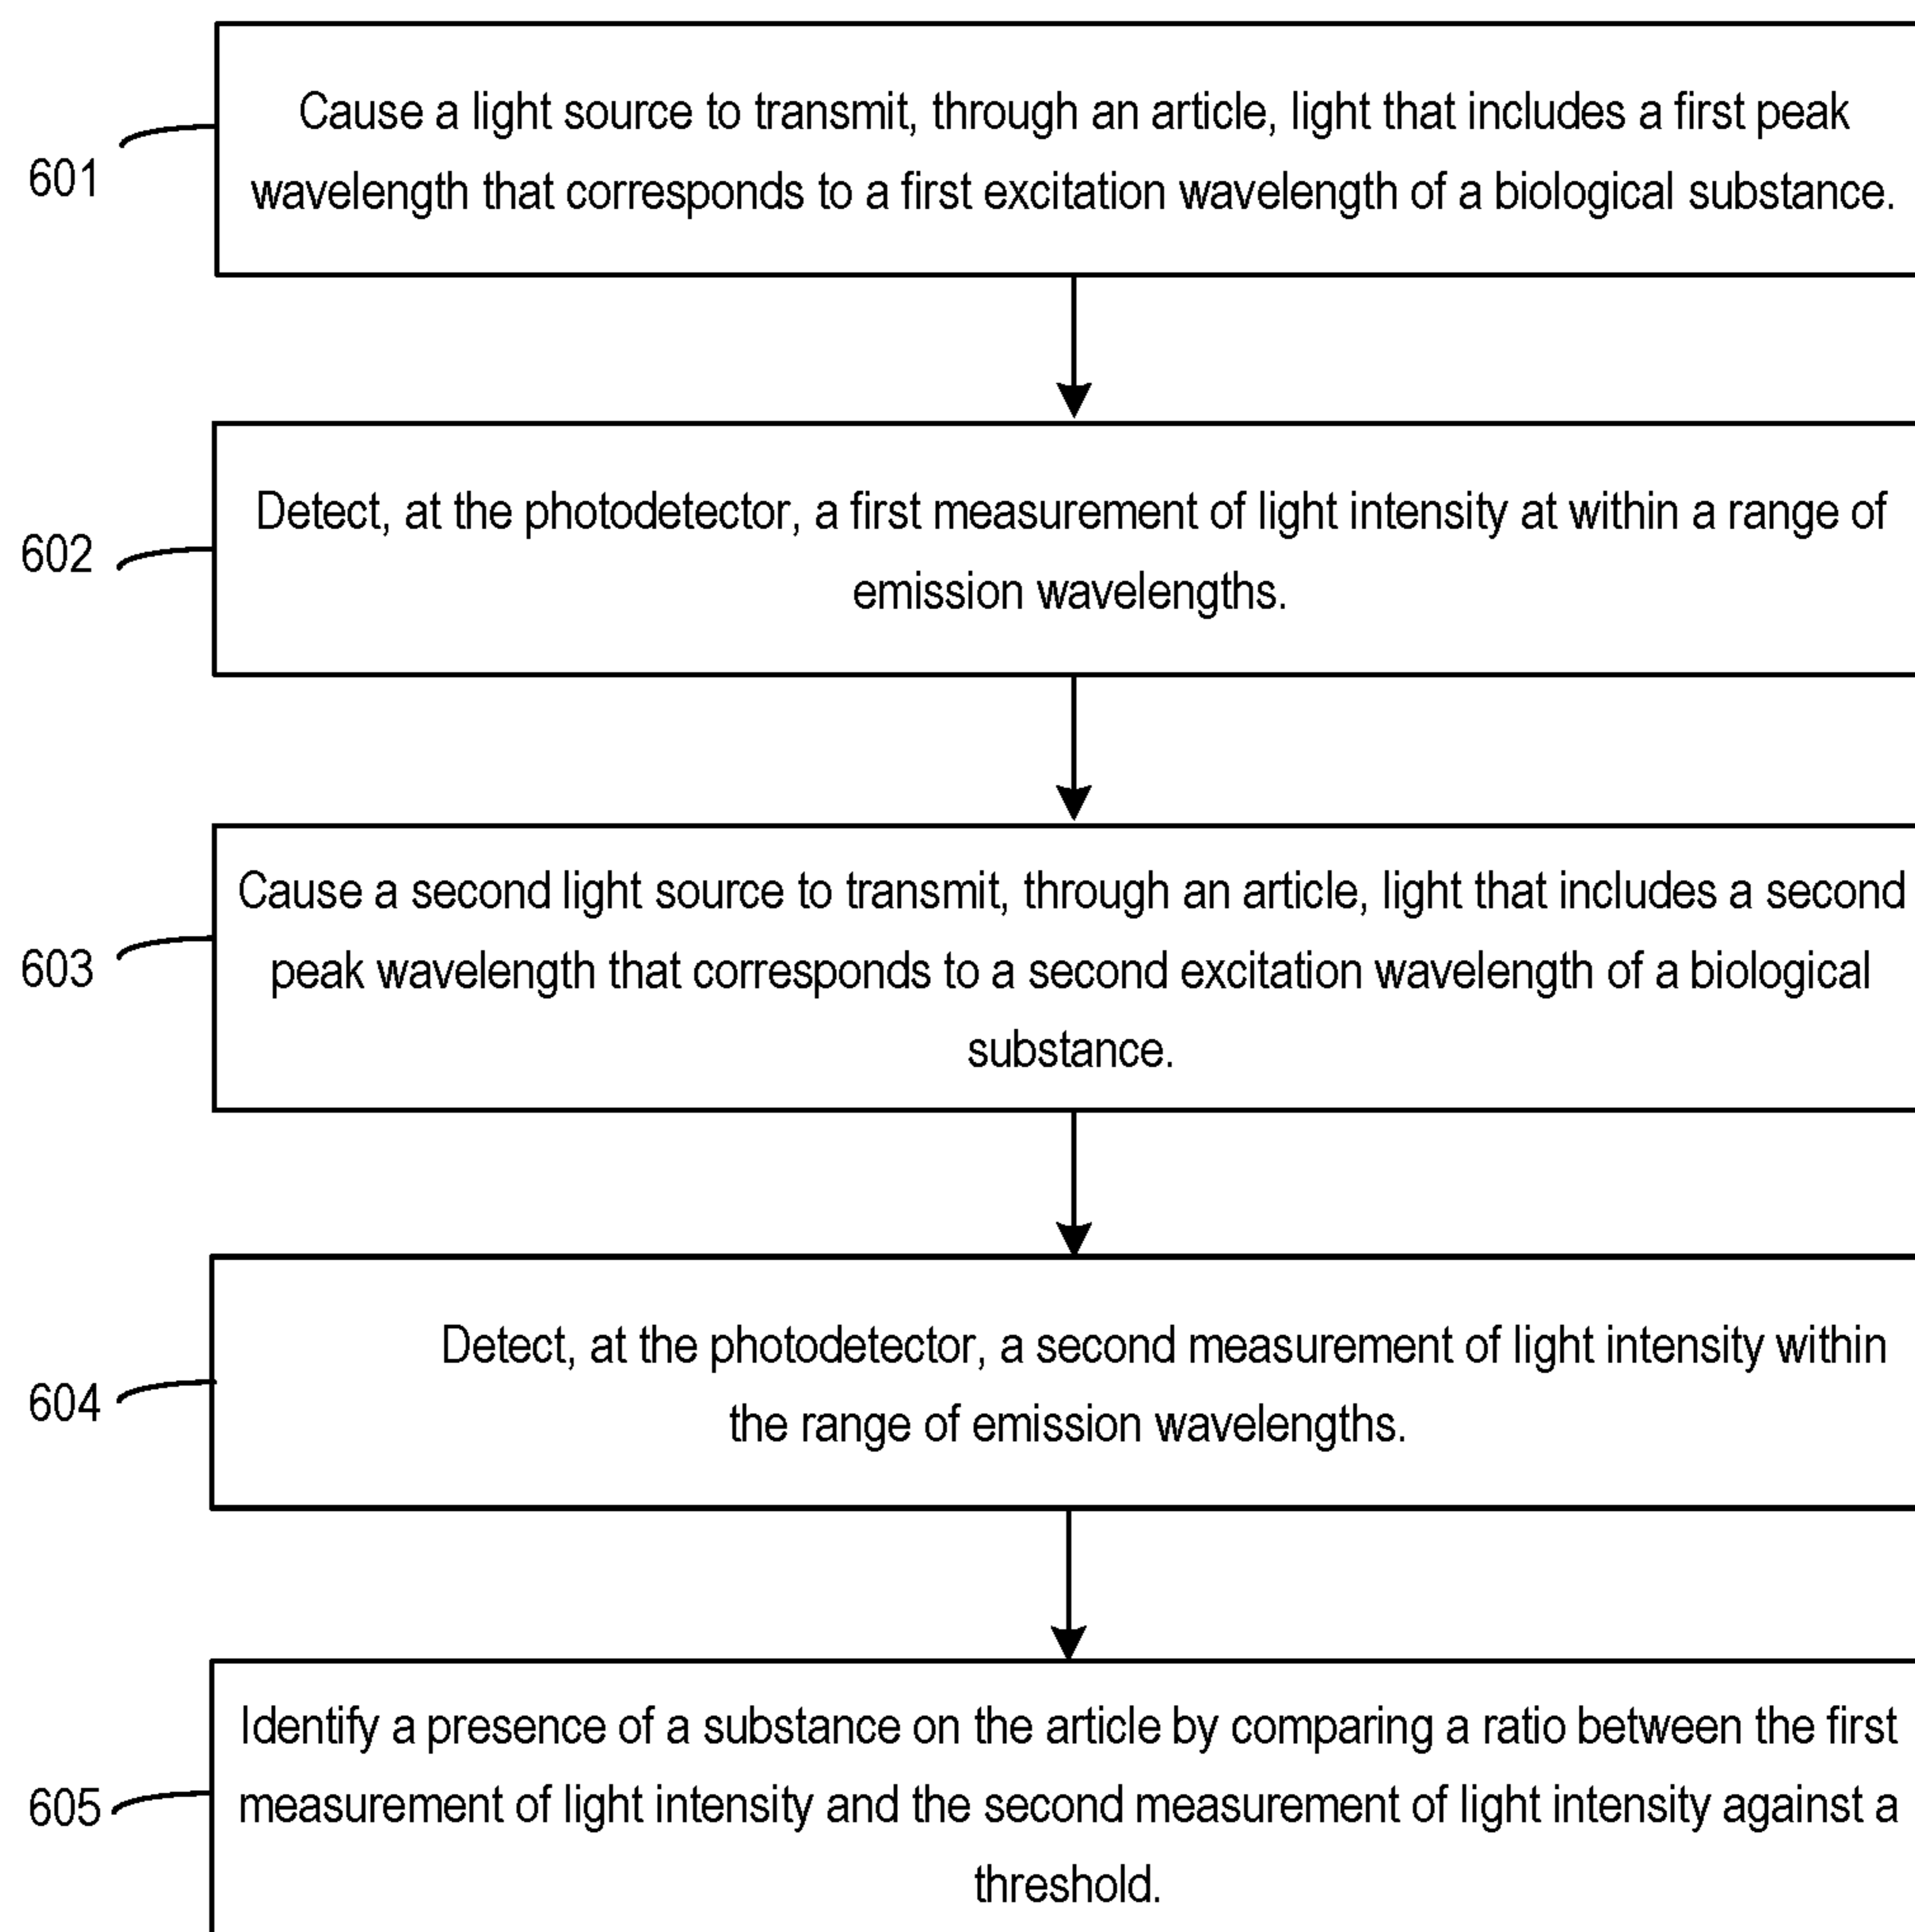 Cause a light source to transmit, through an article, light that includes a first peak
wavelength that corresponds to a first excitation wavelength of a biological substance.
601
Detect, at the photodetector, a first measurement of light intensity at within a range of
emission wavelengths.
602
Cause a second light source to transmit, through an article, light that includes a second
peak wavelength that corresponds to a second excitation wavelength of a biological
substance.
603
Detect, at the photodetector, a second measurement of light intensity within
the range of emission wavelengths.
604
Identify a presence of a substance on the article by comparing a ratio between the first
measurement of light intensity and the second measurement of light intensity against a
threshold.
605